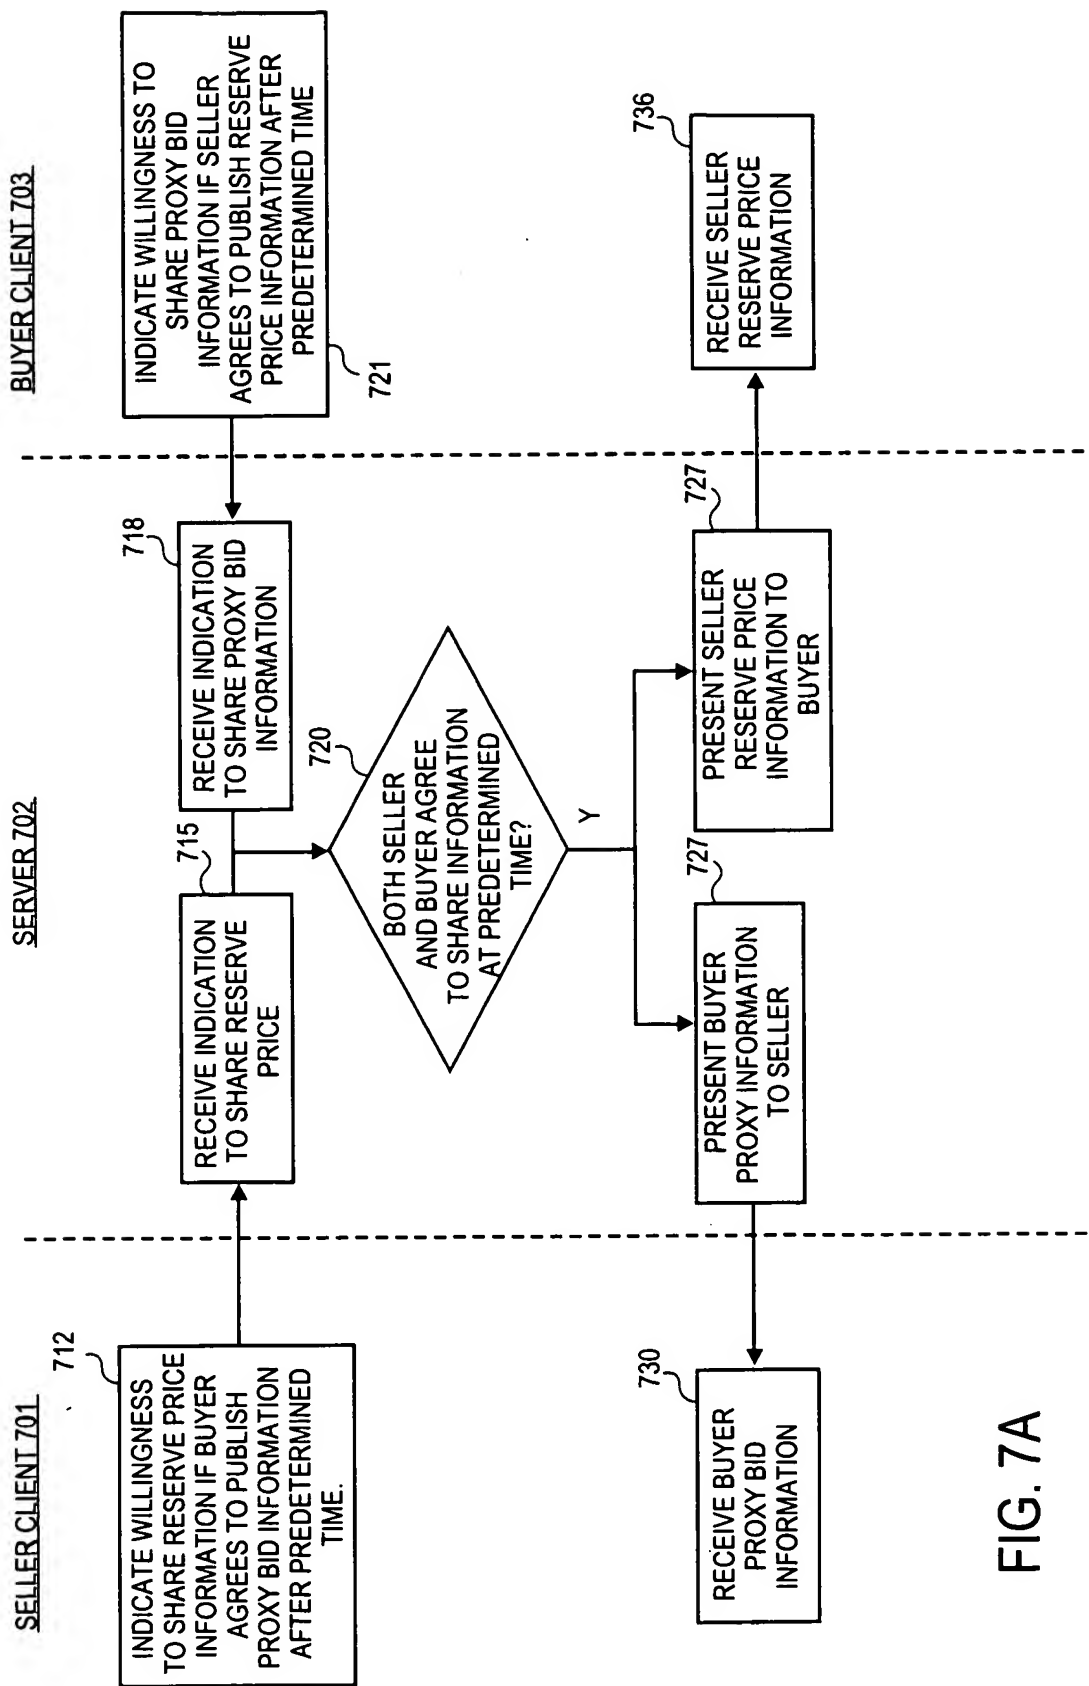 SELLER CLIENT 701
SERVER 702
BUYER CLIENT 703
712
INDICATE WILLINGNESS
TO SHARE RESERVE PRICE
INFORMATION IF BUYER
AGREES TO PUBLISH
PROXY BID INFORMATION
AFTER PREDETERMINED
TIME.
715
RECEIVE INDICATION
TO SHARE RESERVE
PRICE
718
RECEIVE INDICATION
TO SHARE PROXY BID
INFORMATION
INDICATE WILLINGNESS TO
SHARE PROXY BID
INFORMATION IF SELLER
AGREES TO PUBLISH RESERVE
PRICE INFORMATION AFTER
PREDETERMINED TIME
721
720
BOTH SELLER
AND BUYER AGREE
TO SHARE INFORMATION
AT PREDETERMINED
TIME?
Y
730
RECEIVE BUYER
PROXY BID
INFORMATION
727
PRESENT BUYER
PROXY INFORMATION
TO SELLER
727
PRESENT SELLER
RESERVE PRICE
INFORMATION TO
BUYER
736
RECEIVE SELLER
RESERVE PRICE
INFORMATION
FIG. 7A